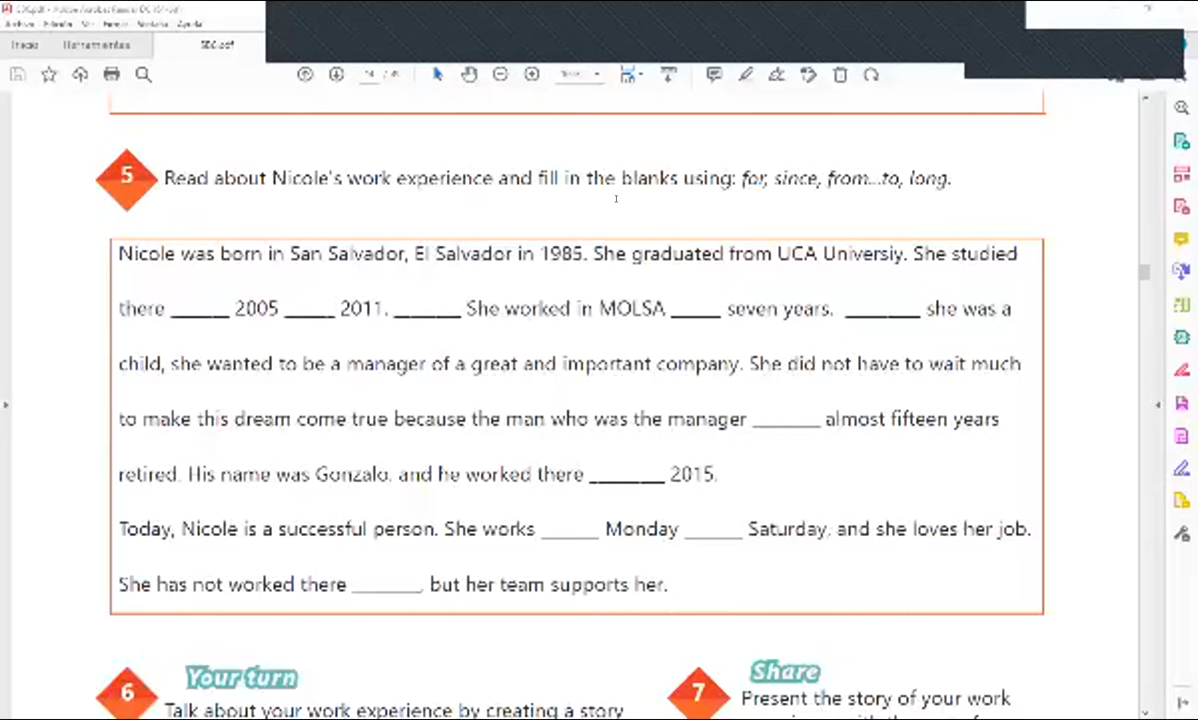 Archivo Edición Ver Ventana Ayuda
Inicio Herramientas SDC.pdf
5 Read about Nicole's work experience and fill in the blanks using: for, since, from...to, long.
Nicole was born in San Salvador, El Salvador in 1985. She graduated from UCA Universiy. She studied
there ______ 2005 _____ 2011. _______ She worked in MOLSA _____ seven years. ________ she was a
child, she wanted to be a manager of a great and important company. She did not have to wait much
to make this dream come true because the man who was the manager _______ almost fifteen years
retired. His name was Gonzalo, and he worked there ________ 2015.
Today, Nicole is a successful person. She works ______ Monday ______ Saturday, and she loves her job.
She has not worked there _______, but her team supports her.
6 Your turn
Talk about your work experience by creating a story
7 Share
Present the story of your work